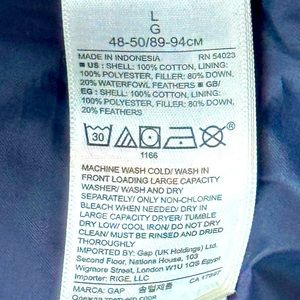 L
G
48-50/89-94CM
MADE IN INDONESIA RN 54023
■ US : SHELL: 100% COTTON, LINING:
100% POLYESTER, FILLER: 80% DOWN,
20% WATERFOWL FEATHERS ■ GB/
EG : SHELL: 100% COTTON, LINING:
100% POLYESTER, FILLER: 80% DOWN,
20% FEATHERS
30
1166
MACHINE WASH COLD/ WASH IN
FRONT LOADING LARGE CAPACITY
WASHER/ WASH AND DRY
SEPARATELY/ ONLY NON-CHLORINE
BLEACH WHEN NEEDED/ DRY IN
LARGE CAPACITY DRYER/ TUMBLE
DRY LOW/ COOL IRON/ DO NOT DRY
CLEAN/ MUST BE RINSED AND DRIED
THOROUGHLY
IMPORTED BY: Gap (UK Holdings) Ltd.
Second Floor, Nations House, 103
Wigmore Street, London W1U 1QS Egypt
Importer: RIGE, LLC
MARCA: GAP